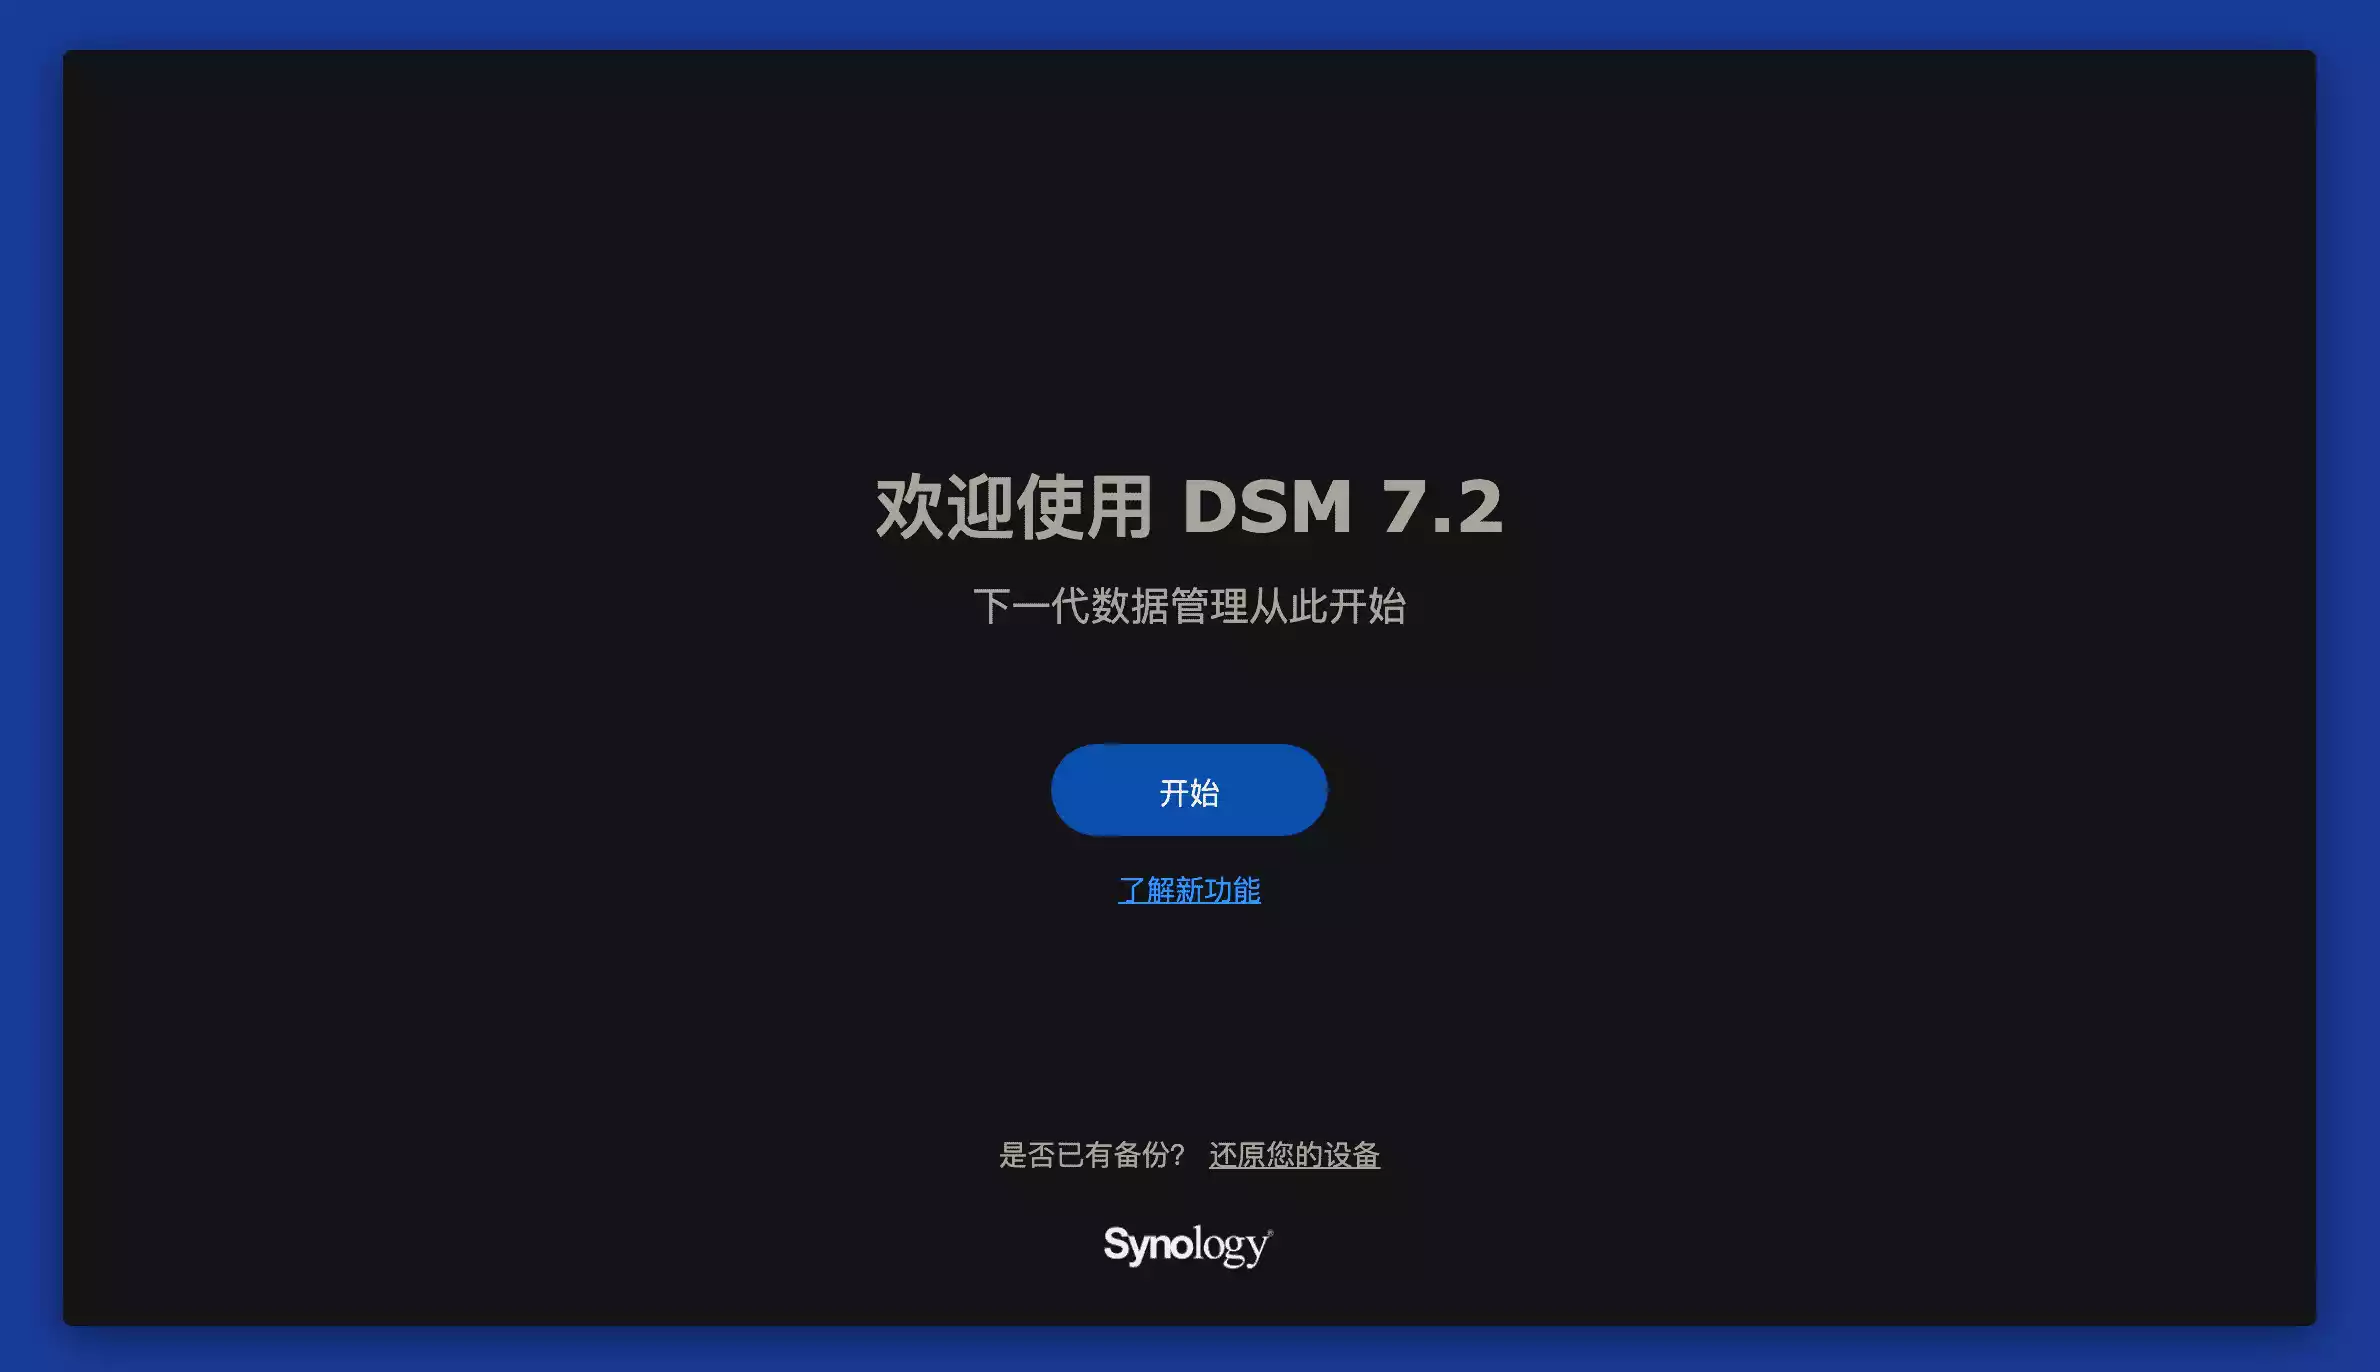 欢迎使用 DSM 7.2
下一代数据管理从此开始
开始
了解新功能
是否已有备份? 还原您的设备
Synology®